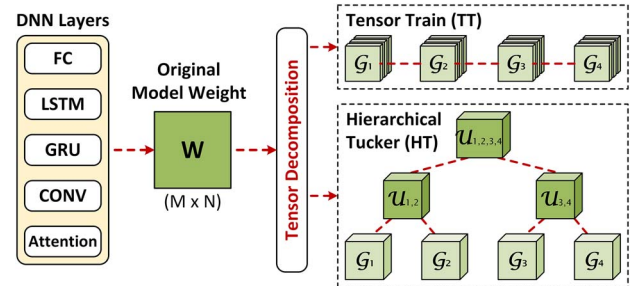 DNN Layers
FC
LSTM
GRU
CONV
Attention
Original
Model Weight
W
(M x N)
Tensor Decomposition
Tensor Train (TT)
G₁ G₂ G₃ G₄
Hierarchical
Tucker (HT)
U₁,₂,₃,₄
U₁,₂ U₃,₄
G₁ G₂ G₃ G₄